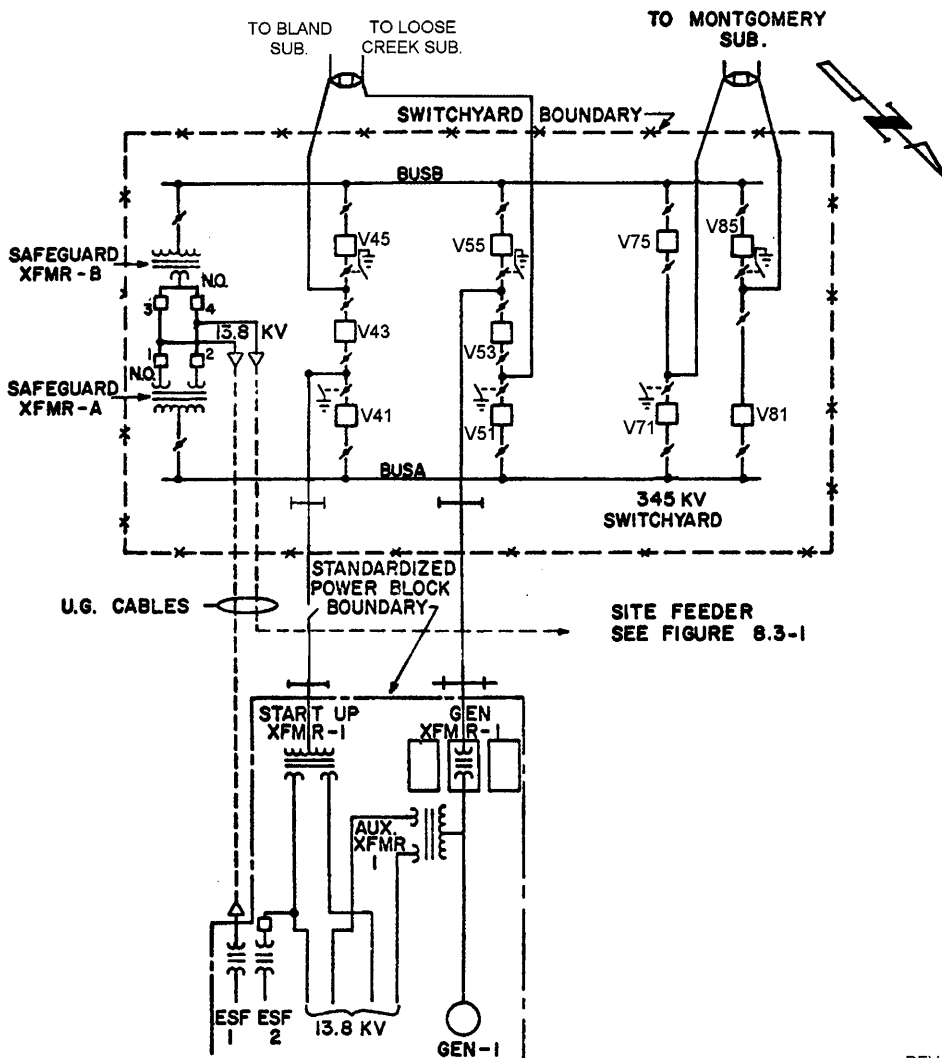 TO BLAND
SUB.
TO LOOSE
CREEK SUB.
TO MONTGOMERY
SUB.
SWITCHYARD BOUNDARY
BUSB
V45
V55
V75
V85
SAFEGUARD
XFMR-B
N.O.
3
4
13.8 KV
V43
V53
1
2
N.O.
SAFEGUARD
XFMR-A
V41
V51
V71
V81
BUSA
345 KV
SWITCHYARD
STANDARDIZED
POWER BLOCK
BOUNDARY
U.G. CABLES
SITE FEEDER
SEE FIGURE 8.3-1
START UP
XFMR-1
GEN
XFMR-1
AUX.
XFMR
1
ESF
1
ESF
2
13.8 KV
GEN-1